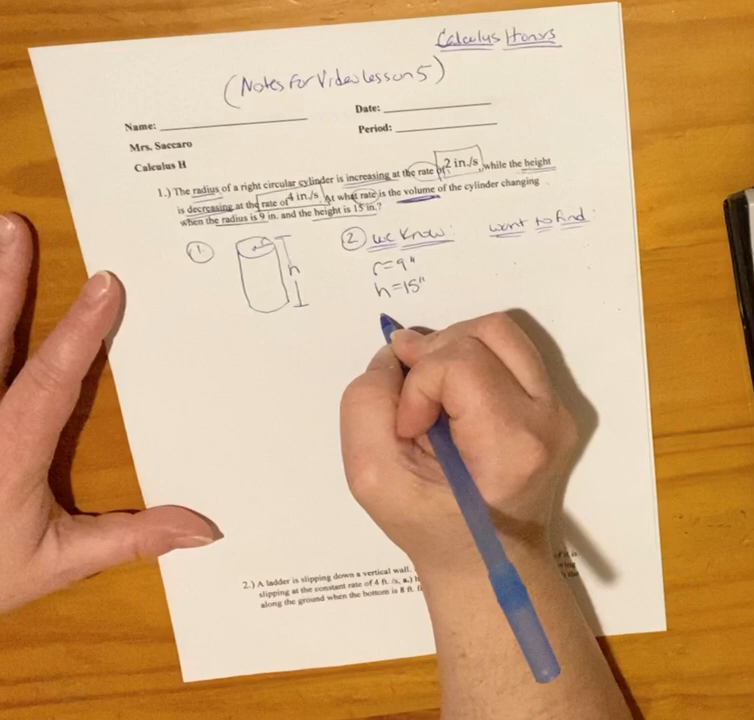 Calculus Honors
(Notes for Video Lesson 5)
Name:
Date:
Mrs. Saccaro
Period:
Calculus H
1.) The radius of a right circular cylinder is increasing at the rate of 2 in./s while the height
is decreasing at the rate of 4 in./s. At what rate is the volume of the cylinder changing
when the radius is 9 in. and the height is 15 in.?
1
r
h
2 we know:
want to find:
r=9"
h=15"
2.) A ladder is slipping down a vertical wall.
slipping at the constant rate of 4 ft. /s, a.)
along the ground when the bottom is 8 ft.